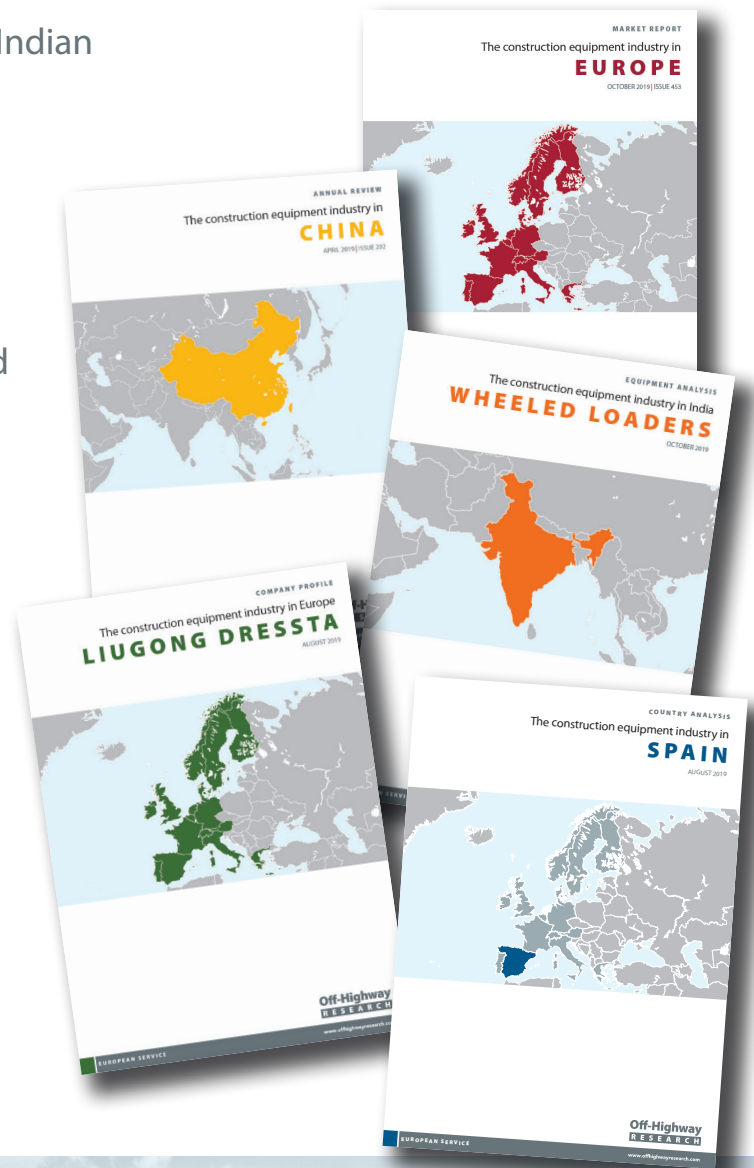 Indian
MARKET REPORT
The construction equipment industry in
EUROPE
OCTOBER 2019 | ISSUE 453
ANNUAL REVIEW
The construction equipment industry in
CHINA
APRIL 2019 | ISSUE 232
EQUIPMENT ANALYSIS
The construction equipment industry in India
WHEELED LOADERS
OCTOBER 2019
COMPANY PROFILE
The construction equipment industry in Europe
LIUGONG DRESSTA
AUGUST 2019
Off-Highway
RESEARCH
EUROPEAN SERVICE
www.offhighwayresearch.co
COUNTRY ANALYSIS
The construction equipment industry in
SPAIN
AUGUST 2019
Off-Highway
RESEARCH
EUROPEAN SERVICE
www.offhighwayresearch.com